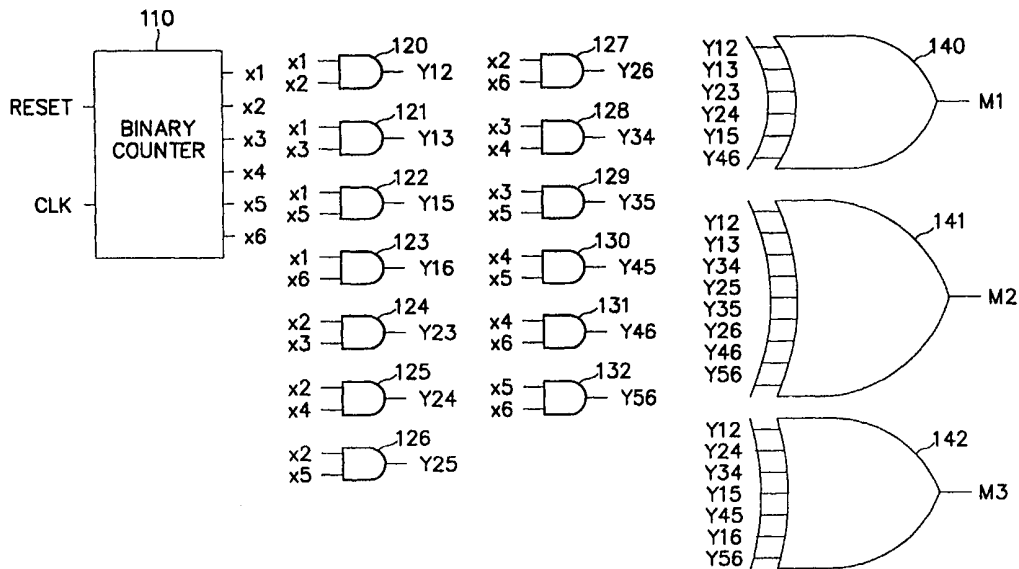 110
RESET
CLK
BINARY
COUNTER
x1
x2
x3
x4
x5
x6
x1
x2
120
Y12
x1
x3
121
Y13
x1
x5
122
Y15
x1
x6
123
Y16
x2
x3
124
Y23
x2
x4
125
Y24
x2
x5
126
Y25
x2
x6
127
Y26
x3
x4
128
Y34
x3
x5
129
Y35
x4
x5
130
Y45
x4
x6
131
Y46
x5
x6
132
Y56
Y12
Y13
Y23
Y24
Y15
Y46
140
M1
Y12
Y13
Y34
Y25
Y35
Y26
Y46
Y56
141
M2
Y12
Y24
Y34
Y15
Y45
Y16
Y56
142
M3